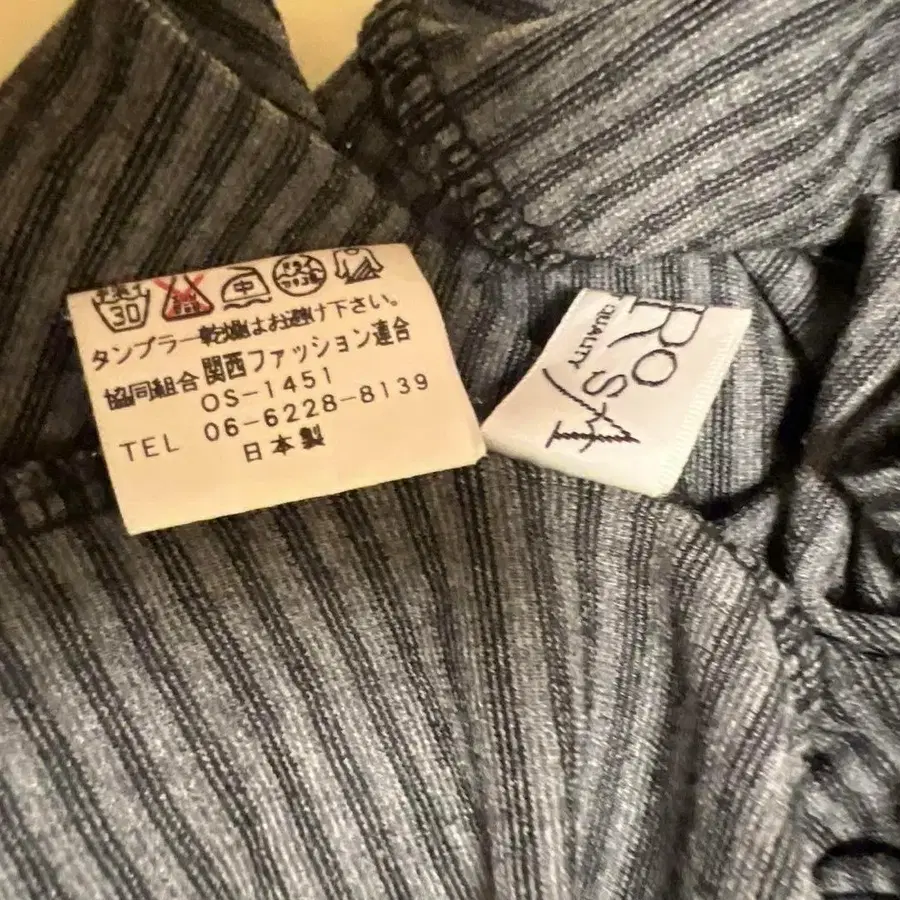 30
中
タンブラー乾燥はお避け下さい。
協同組合 関西ファッション連合
OS-1451
TEL 06-6228-8139
日本製
ROSA
QUALITY